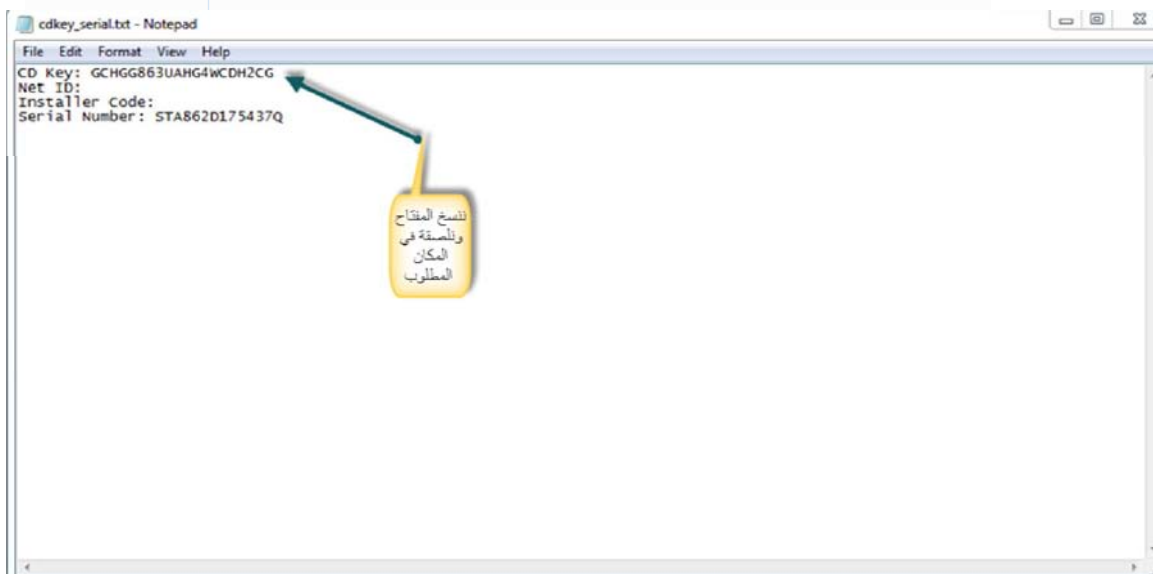 cdkey_serial.txt - Notepad
File Edit Format View Help
CD Key: GCHGG863UAHG4WCDH2CG
Net ID:
Installer Code:
Serial Number: STA862D175437Q
ننسخ المفتاح
ونلصقة في
المكان
المطلوب